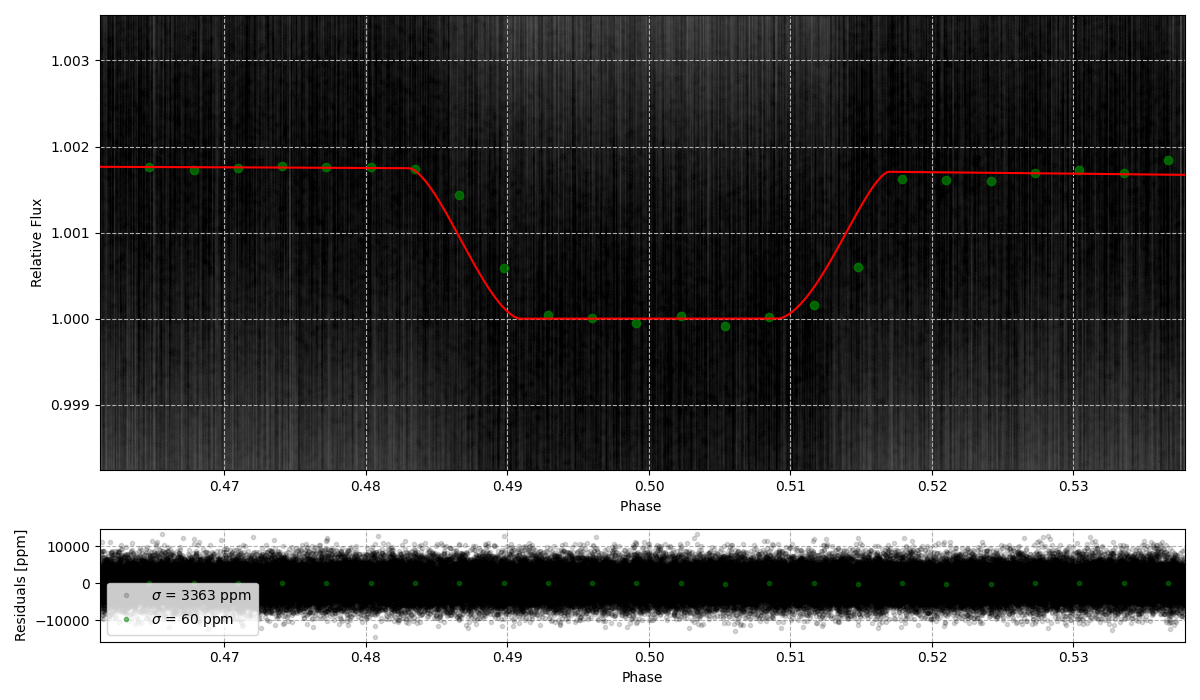 1.003
1.002
1.001
1.000
0.999
Relative Flux
0.47 0.48 0.49 0.50 0.51 0.52 0.53
Phase
10000
0
−10000
Residuals [ppm]
σ = 3363 ppm
σ = 60 ppm
0.47 0.48 0.49 0.50 0.51 0.52 0.53
Phase